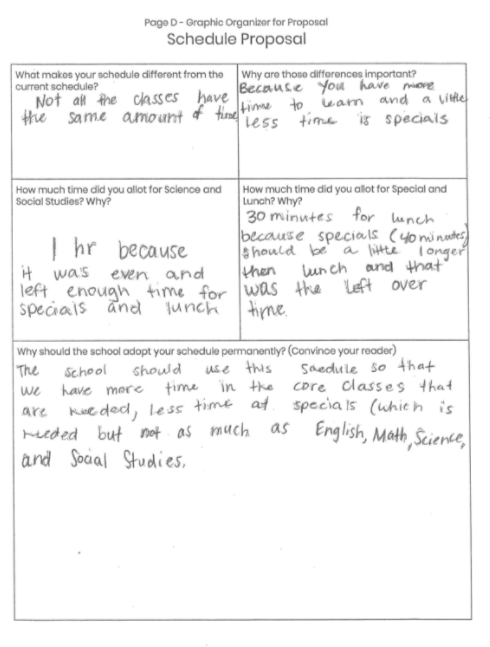 Page D - Graphic Organizer for Proposal
Schedule Proposal
What makes your schedule different from the
current schedule?
Not all the classes have
the same amount of time
Why are those differences important?
Because you have more
time to learn and a little
less time is specials
How much time did you allot for Science and
Social Studies? Why?
1 hr because
it was even and
left enough time for
specials and lunch
How much time did you allot for Special and
Lunch? Why?
30 minutes for lunch
because specials (40 minutes)
should be a little longer
then lunch and that
was the left over
time.
Why should the school adopt your schedule permanently? (Convince your reader)
The school should use this Saedule so that
we have more time in the core classes that
are needed, less time at specials (which is
needed but not as much as English, Math, Science,
and Social Studies.